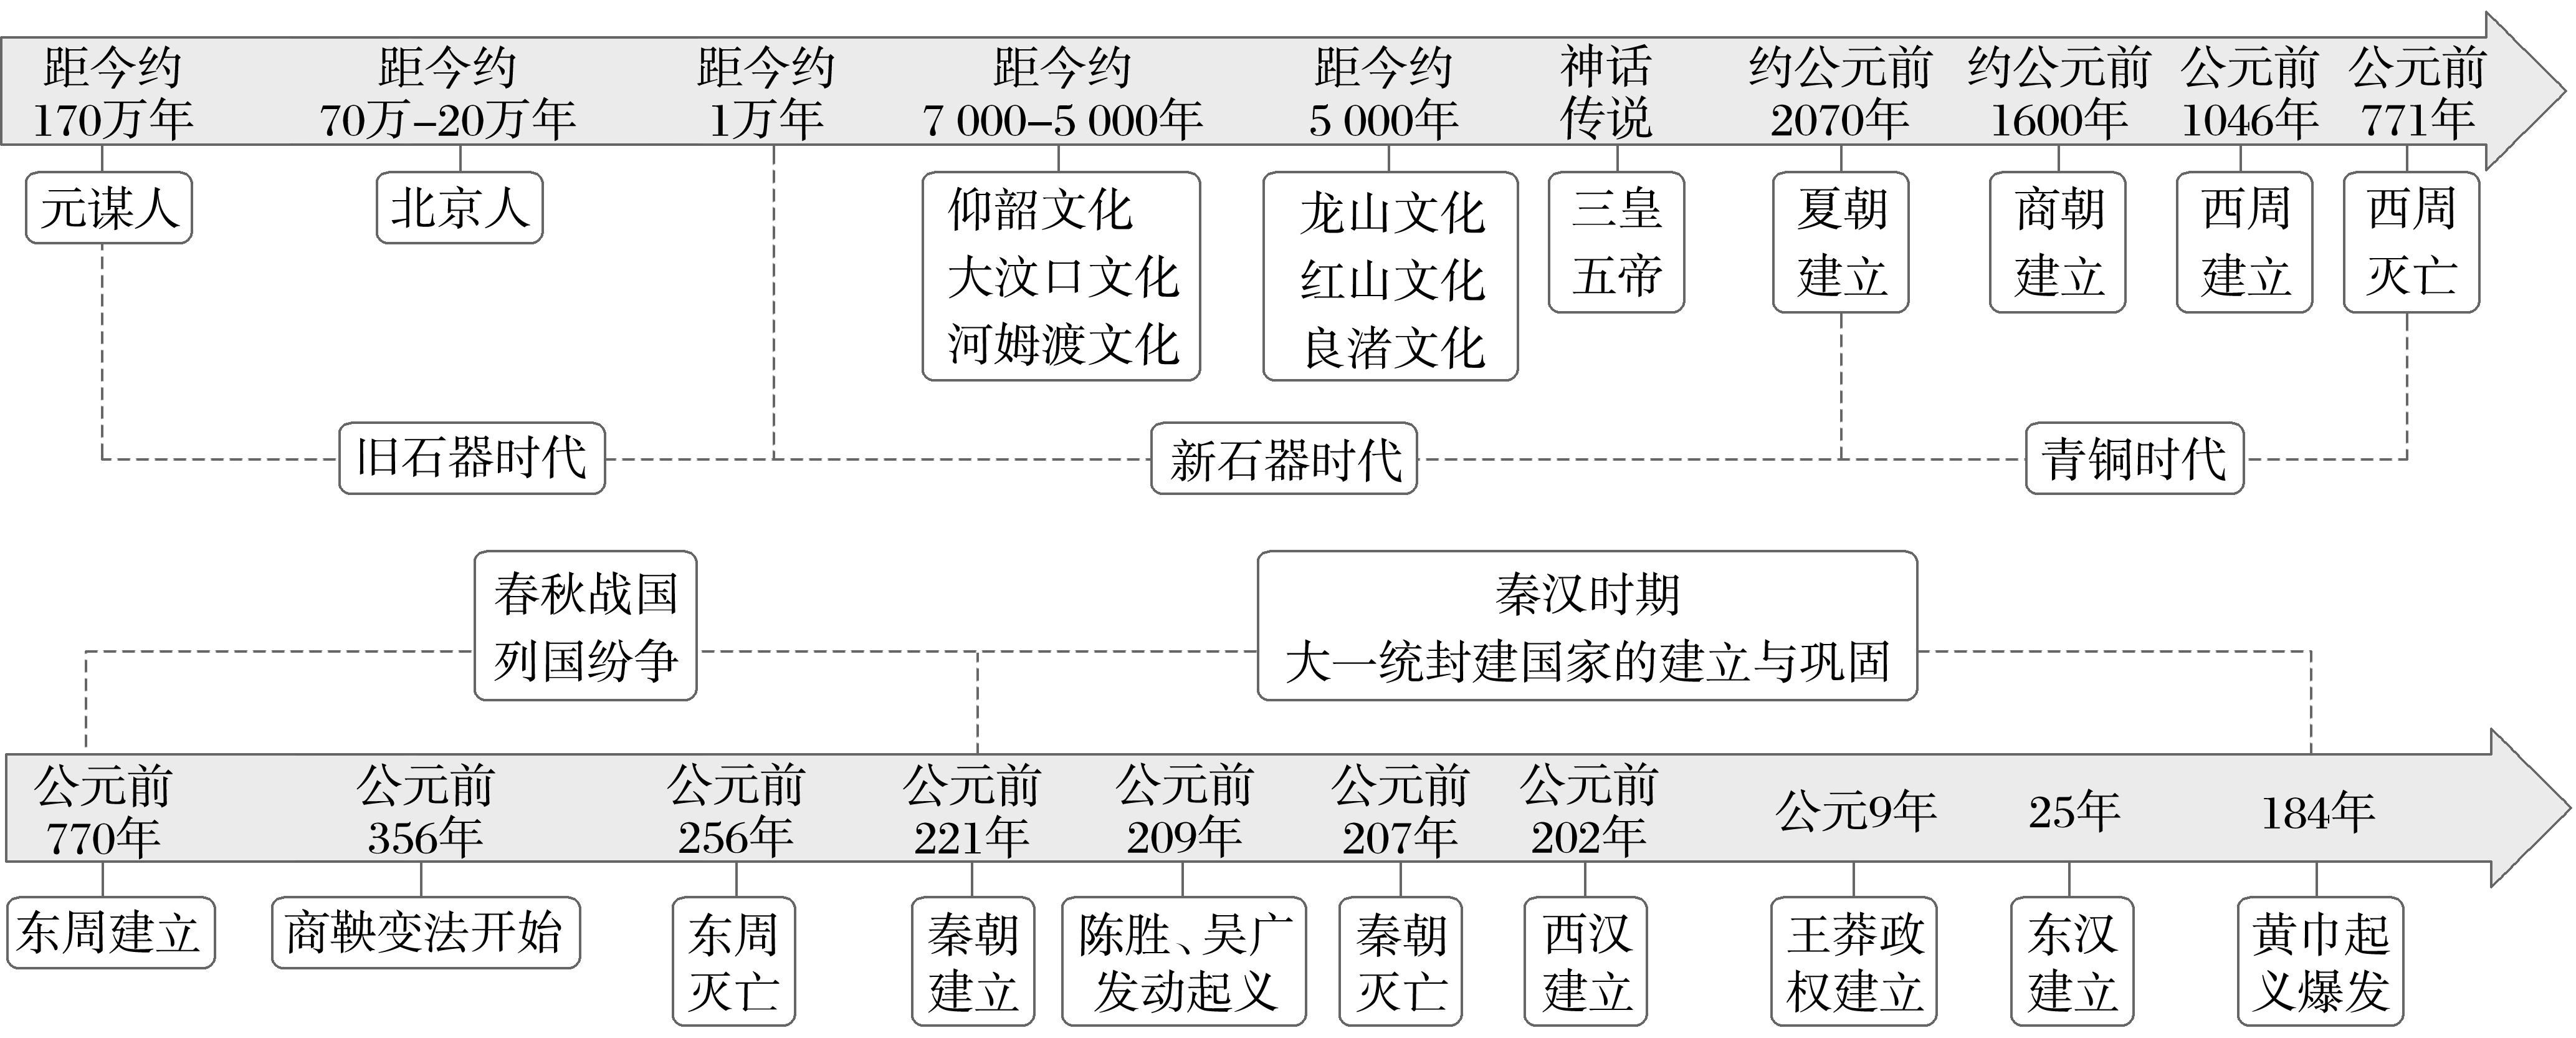 距今约
170万年
距今约
70万–20万年
距今约
1万年
距今约
7 000–5 000年
距今约
5 000年
神话
传说
约公元前
2070年
约公元前
1600年
公元前
1046年
公元前
771年
元谋人
北京人
仰韶文化
大汶口文化
河姆渡文化
龙山文化
红山文化
良渚文化
三皇
五帝
夏朝
建立
商朝
建立
西周
建立
西周
灭亡
旧石器时代
新石器时代
青铜时代
春秋战国
列国纷争
秦汉时期
大一统封建国家的建立与巩固
公元前
770年
公元前
356年
公元前
256年
公元前
221年
公元前
209年
公元前
207年
公元前
202年
公元9年
25年
184年
东周建立
商鞅变法开始
东周
灭亡
秦朝
建立
陈胜、吴广
发动起义
秦朝
灭亡
西汉
建立
王莽政
权建立
东汉
建立
黄巾起
义爆发